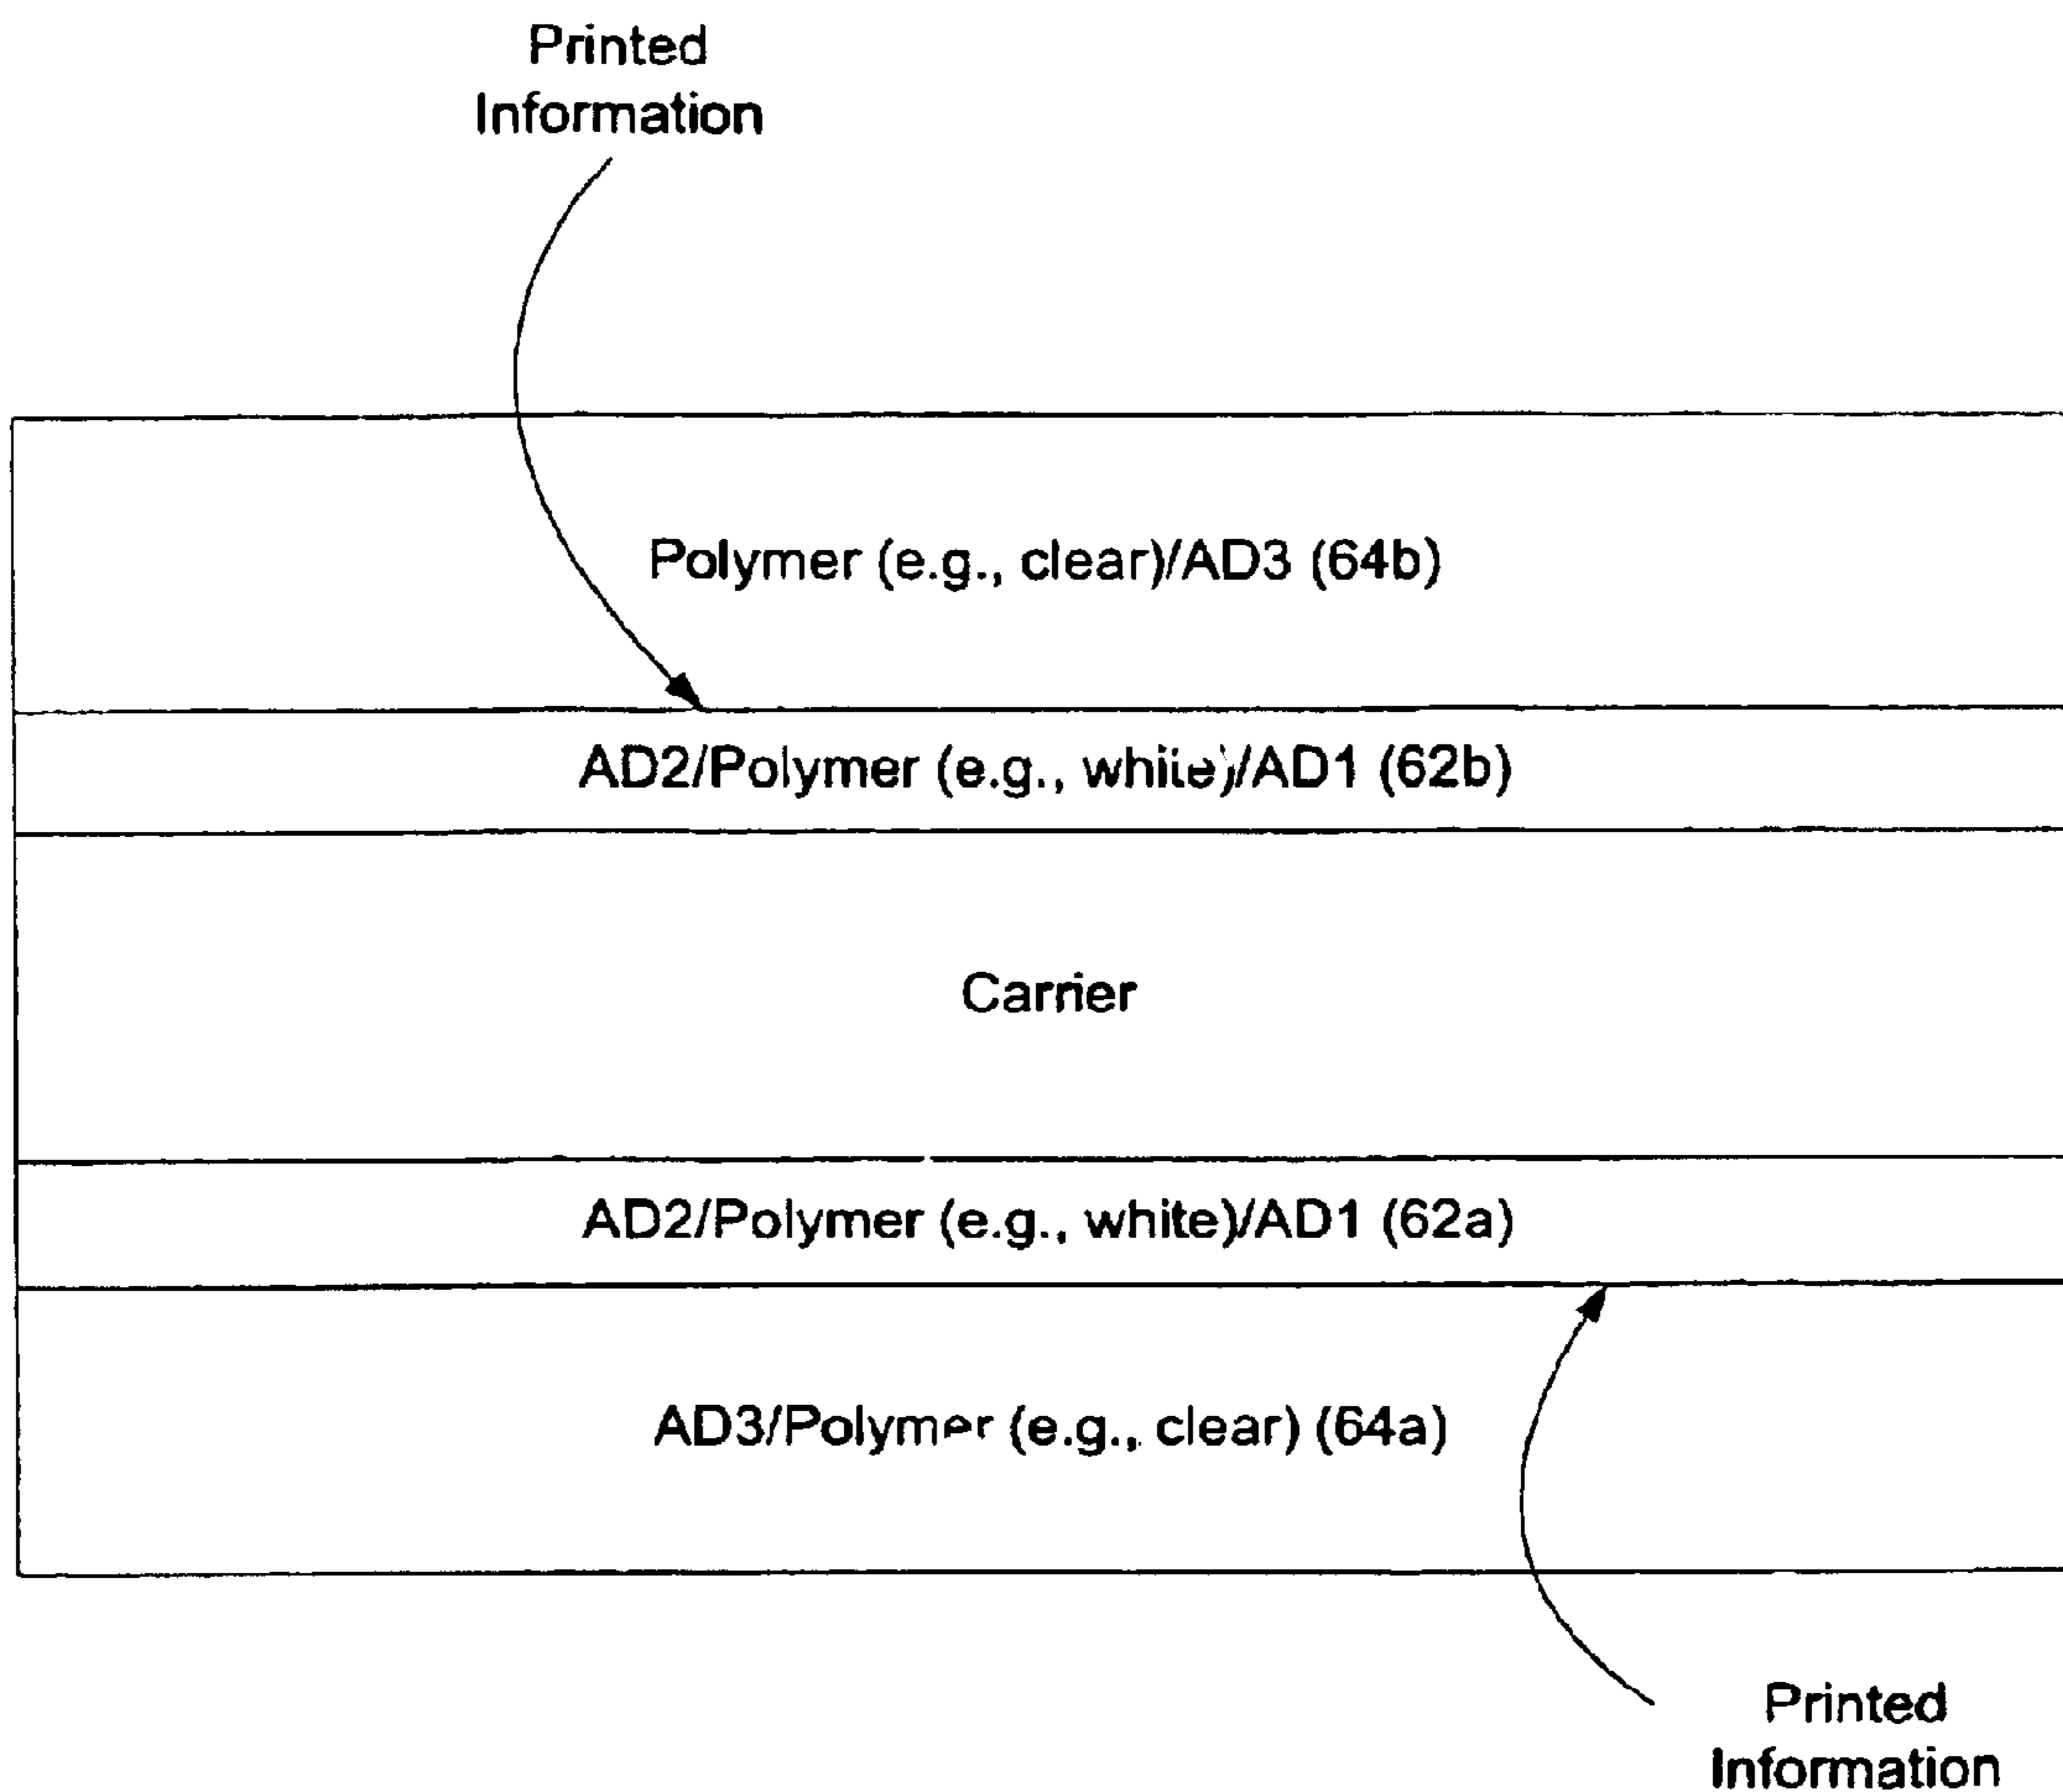 Printed
Information
Polymer (e.g., clear)/AD3 (64b)
AD2/Polymer (e.g., white)/AD1 (62b)
Carrier
AD2/Polymer (e.g., white)/AD1 (62a)
AD3/Polymer (e.g., clear) (64a)
Printed
Information